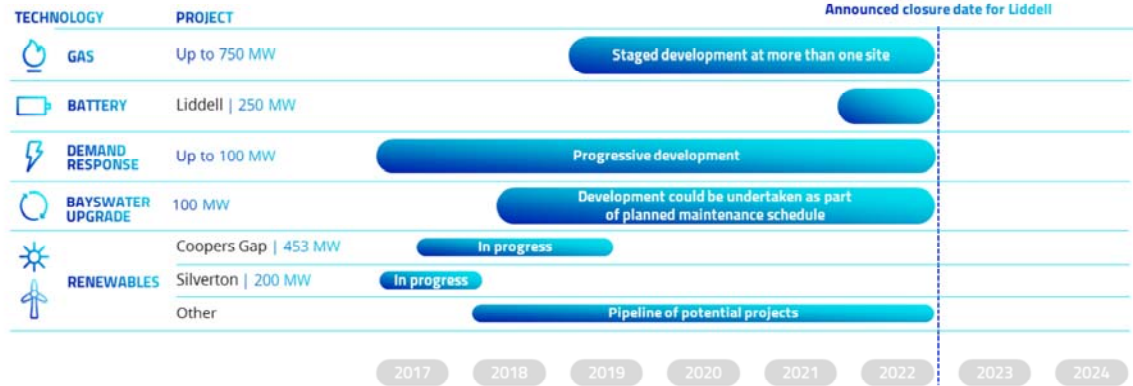 Announced closure date for Liddell
TECHNOLOGY PROJECT
GAS Up to 750 MW Staged development at more than one site
BATTERY Liddell | 250 MW
DEMAND
RESPONSE
Up to 100 MW Progressive development
BAYSWATER
UPGRADE
100 MW
Development could be undertaken as part
of planned maintenance schedule
RENEWABLES
Coopers Gap | 453 MW In progress
Silverton | 200 MW In progress
Other Pipeline of potential projects
2017 2018 2019 2020 2021 2022 2023 2024